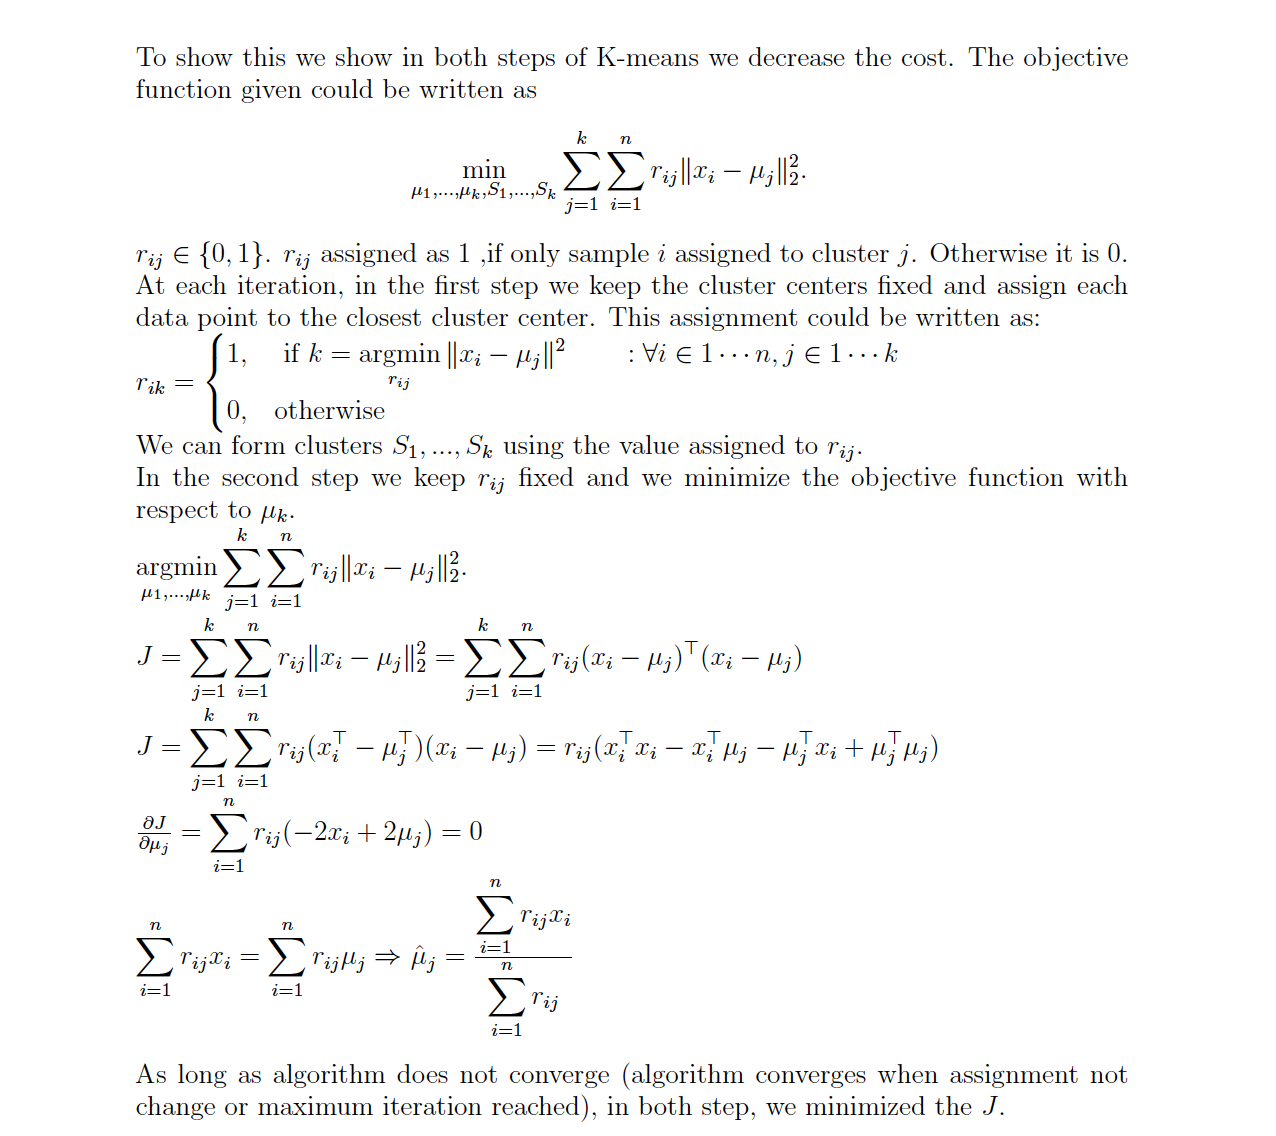 To show this we show in both steps of K-means we decrease the cost. The objective
function given could be written as
$\min_{\mu_1,...,\mu_k,S_1,...,S_k} \sum_{j=1}^{k} \sum_{i=1}^{n} r_{ij} \|x_i - \mu_j\|_2^2.$
$r_{ij} \in \{0, 1\}$. $r_{ij}$ assigned as 1 ,if only sample $i$ assigned to cluster $j$. Otherwise it is 0.
At each iteration, in the first step we keep the cluster centers fixed and assign each
data point to the closest cluster center. This assignment could be written as:
$r_{ik} = \begin{cases} 1, & \text{if } k = \operatorname{argmin}_{r_{ij}} \|x_i - \mu_j\|^2 \quad : \forall i \in 1 \cdots n, j \in 1 \cdots k \\ 0, & \text{otherwise} \end{cases}$
We can form clusters $S_1, ..., S_k$ using the value assigned to $r_{ij}$.
In the second step we keep $r_{ij}$ fixed and we minimize the objective function with
respect to $\mu_k$.
$\operatorname{argmin}_{\mu_1,...,\mu_k} \sum_{j=1}^{k} \sum_{i=1}^{n} r_{ij} \|x_i - \mu_j\|_2^2.$
$J = \sum_{j=1}^{k} \sum_{i=1}^{n} r_{ij} \|x_i - \mu_j\|_2^2 = \sum_{j=1}^{k} \sum_{i=1}^{n} r_{ij} (x_i - \mu_j)^\top (x_i - \mu_j)$
$J = \sum_{j=1}^{k} \sum_{i=1}^{n} r_{ij} (x_i^\top - \mu_j^\top)(x_i - \mu_j) = r_{ij} (x_i^\top x_i - x_i^\top \mu_j - \mu_j^\top x_i + \mu_j^\top \mu_j)$
$\frac{\partial J}{\partial \mu_j} = \sum_{i=1}^{n} r_{ij} (-2x_i + 2\mu_j) = 0$
$\sum_{i=1}^{n} r_{ij} x_i = \sum_{i=1}^{n} r_{ij} \mu_j \Rightarrow \hat{\mu}_j = \frac{\sum_{i=1}^{n} r_{ij} x_i}{\sum_{i=1}^{n} r_{ij}}$
As long as algorithm does not converge (algorithm converges when assignment not
change or maximum iteration reached), in both step, we minimized the $J$.